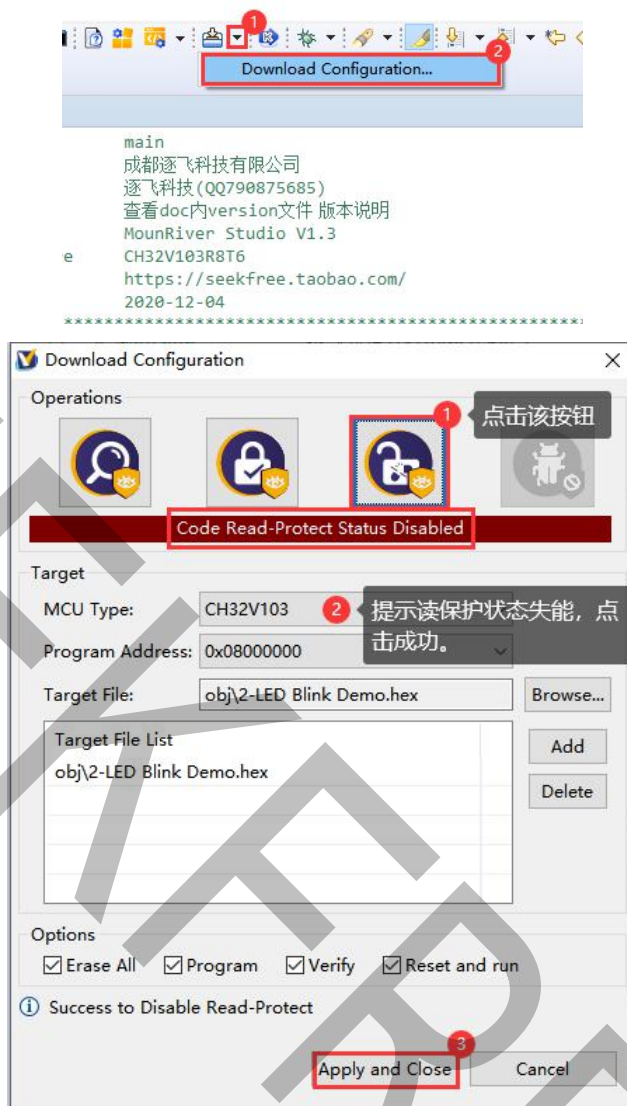 1
2
Download Configuration...
main
成都逐飞科技有限公司
逐飞科技(QQ790875685)
查看doc内version文件 版本说明
MounRiver Studio V1.3
e CH32V103R8T6
https://seekfree.taobao.com/
2020-12-04
*****************************************************
Download Configuration
Operations
1 点击该按钮
Code Read-Protect Status Disabled
Target
MCU Type: CH32V103
2 提示读保护状态失能，点
击成功。
Program Address: 0x08000000
Target File: obj\2-LED Blink Demo.hex Browse...
Target File List
Add
obj\2-LED Blink Demo.hex
Delete
Options
Erase All Program Verify Reset and run
Success to Disable Read-Protect
3
Apply and Close Cancel